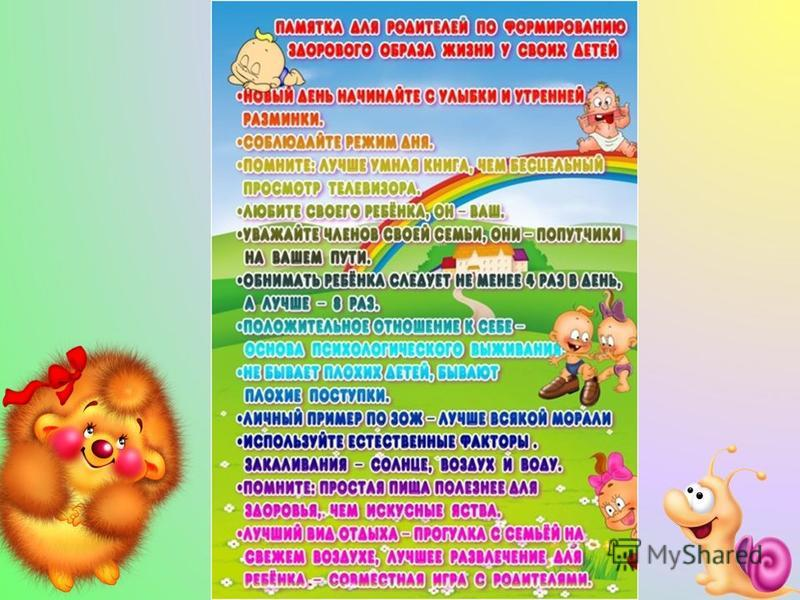 ПАМЯТКА ДЛЯ РОДИТЕЛЕЙ ПО ФОРМИРОВАНИЮ
ЗДОРОВОГО ОБРАЗА ЖИЗНИ У СВОИХ ДЕТЕЙ
•НОВЫЙ ДЕНЬ НАЧИНАЙТЕ С УЛЫБКИ И УТРЕННЕЙ
РАЗМИНКИ.
•СОБЛЮДАЙТЕ РЕЖИМ ДНЯ.
•ПОМНИТЕ: ЛУЧШЕ УМНАЯ КНИГА, ЧЕМ БЕСЦЕЛЬНЫЙ
ПРОСМОТР ТЕЛЕВИЗОРА.
•ЛЮБИТЕ СВОЕГО РЕБЁНКА, ОН – ВАШ.
•УВАЖАЙТЕ ЧЛЕНОВ СВОЕЙ СЕМЬИ, ОНИ – ПОПУТЧИКИ
НА ВАШЕМ ПУТИ.
•ОБНИМАТЬ РЕБЁНКА СЛЕДУЕТ НЕ МЕНЕЕ 4 РАЗ В ДЕНЬ,
А ЛУЧШЕ – 8 РАЗ.
•ПОЛОЖИТЕЛЬНОЕ ОТНОШЕНИЕ К СЕБЕ –
ОСНОВА ПСИХОЛОГИЧЕСКОГО ВЫЖИВАНИЯ.
•НЕ БЫВАЕТ ПЛОХИХ ДЕТЕЙ, БЫВАЮТ
ПЛОХИЕ ПОСТУПКИ.
•ЛИЧНЫЙ ПРИМЕР ПО ЗОЖ – ЛУЧШЕ ВСЯКОЙ МОРАЛИ
•ИСПОЛЬЗУЙТЕ ЕСТЕСТВЕННЫЕ ФАКТОРЫ .
ЗАКАЛИВАНИЯ – СОЛНЦЕ, ВОЗДУХ И ВОДУ.
•ПОМНИТЕ: ПРОСТАЯ ПИЩА ПОЛЕЗНЕЕ ДЛЯ
ЗДОРОВЬЯ, ЧЕМ ИСКУСНЫЕ ЯСТВА.
•ЛУЧШИЙ ВИД ОТДЫХА – ПРОГУЛКА С СЕМЬЁЙ НА
СВЕЖЕМ ВОЗДУХЕ, ЛУЧШЕЕ РАЗВЛЕЧЕНИЕ ДЛЯ
РЕБЁНКА – СОВМЕСТНАЯ ИГРА С РОДИТЕЛЯМИ.
MyShared